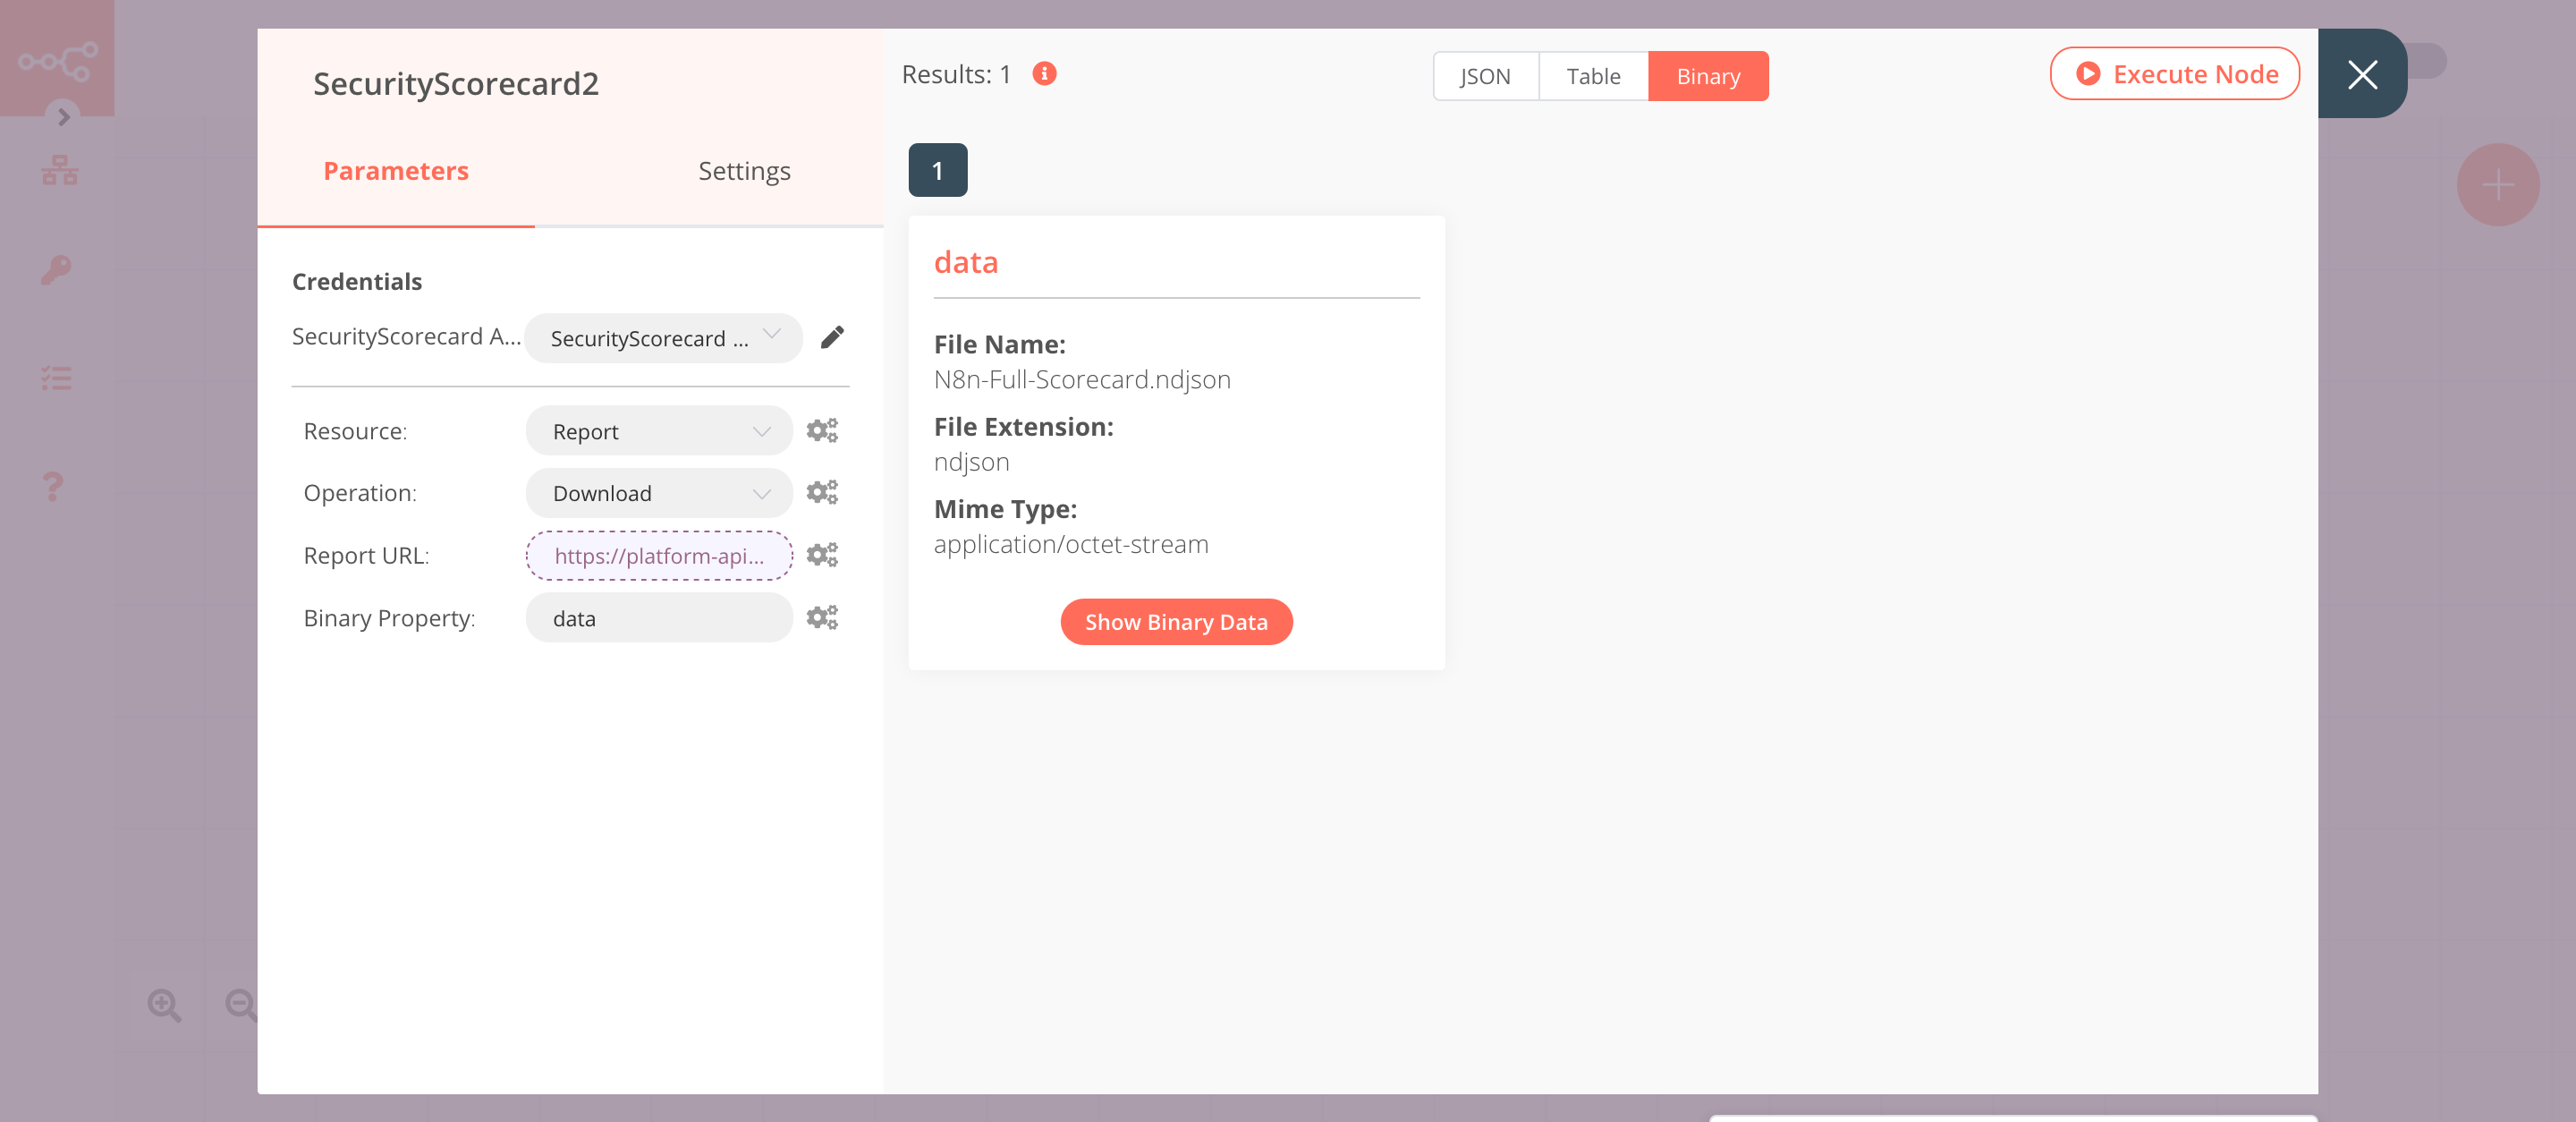 SecurityScorecard2
Parameters
Settings
Credentials
SecurityScorecard A...
SecurityScorecard ...
Resource:
Report
Operation:
Download
Report URL:
https://platform-api...
Binary Property:
data
Results: 1
JSON
Table
Binary
Execute Node
1
data
File Name:
N8n-Full-Scorecard.ndjson
File Extension:
ndjson
Mime Type:
application/octet-stream
Show Binary Data